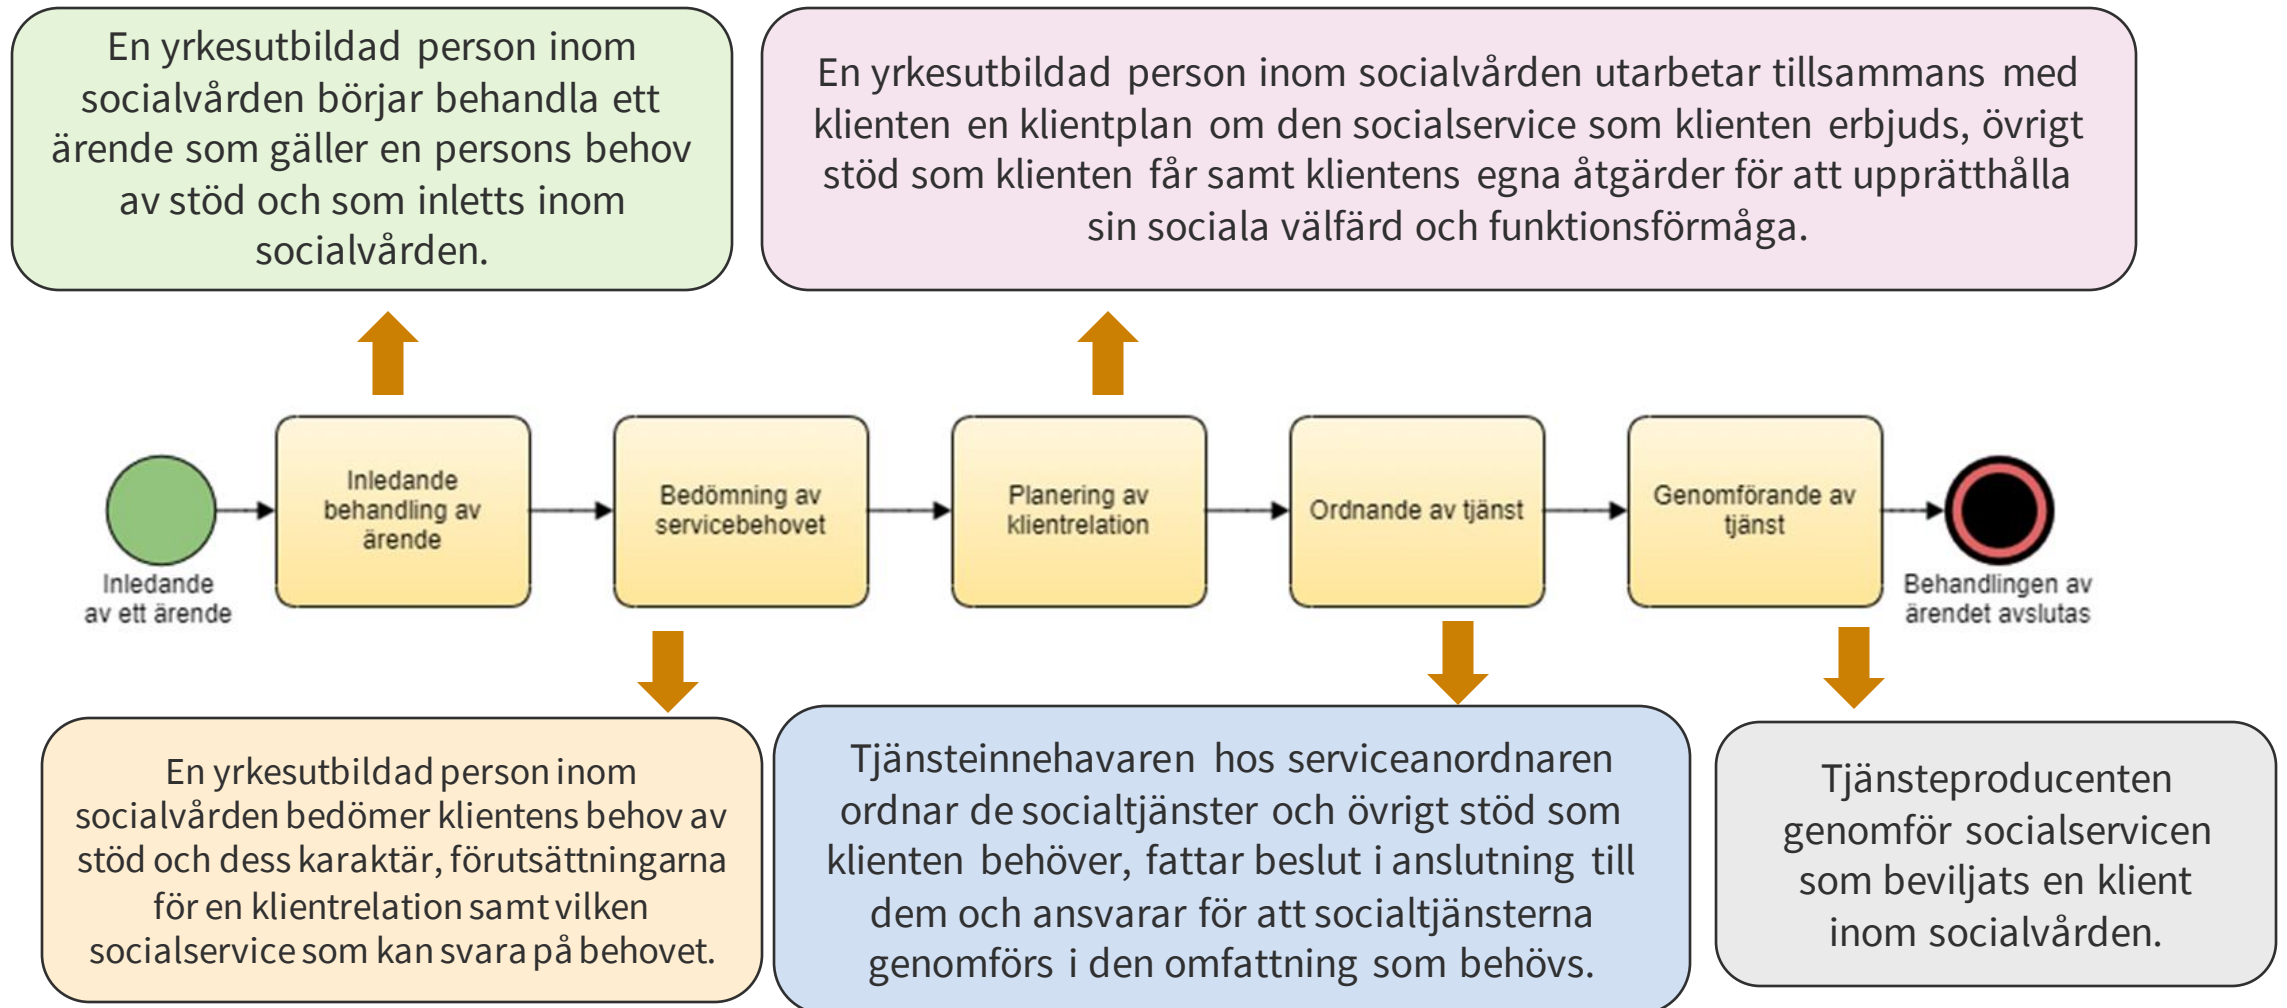 En yrkesutbildad person inom
socialvården börjar behandla ett
ärende som gäller en persons behov
av stöd och som inletts inom
socialvården.
En yrkesutbildad person inom socialvården utarbetar tillsammans med
klienten en klientplan om den socialservice som klienten erbjuds, övrigt
stöd som klienten får samt klientens egna åtgärder för att upprätthålla
sin sociala välfärd och funktionsförmåga.
Inledande
av ett ärende
Inledande
behandling av
ärende
Bedömning av
servicebehovet
Planering av
klientrelation
Ordnande av tjänst
Genomförande av
tjänst
Behandlingen av
ärendet avslutas
En yrkesutbildad person inom
socialvården bedömer klientens behov av
stöd och dess karaktär, förutsättningarna
för en klientrelation samt vilken
socialservice som kan svara på behovet.
Tjänsteinnehavaren hos serviceanordnaren
ordnar de socialtjänster och övrigt stöd som
klienten behöver, fattar beslut i anslutning till
dem och ansvarar för att socialtjänsterna
genomförs i den omfattning som behövs.
Tjänsteproducenten
genomför socialservicen
som beviljats en klient
inom socialvården.